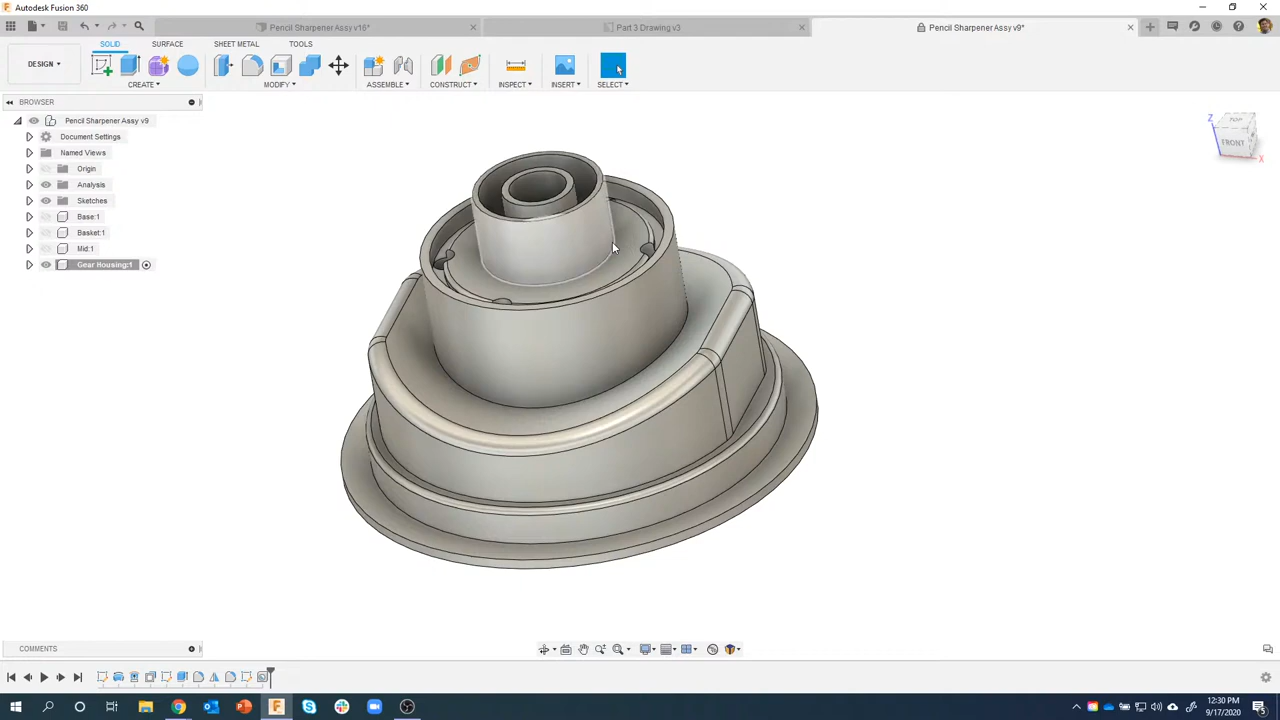 Autodesk Fusion 360
Pencil Sharpener Assy v16*
Part 3 Drawing v3
Pencil Sharpener Assy v9*
SOLID
SURFACE
SHEET METAL
TOOLS
DESIGN
CREATE
MODIFY
ASSEMBLE
CONSTRUCT
INSPECT
INSERT
SELECT
BROWSER
Pencil Sharpener Assy v9
Document Settings
Named Views
Origin
Analysis
Sketches
Base:1
Basket:1
Mid:1
Gear Housing:1
Z
TOP
FRONT
X
COMMENTS
12:30 PM
9/17/2020
5